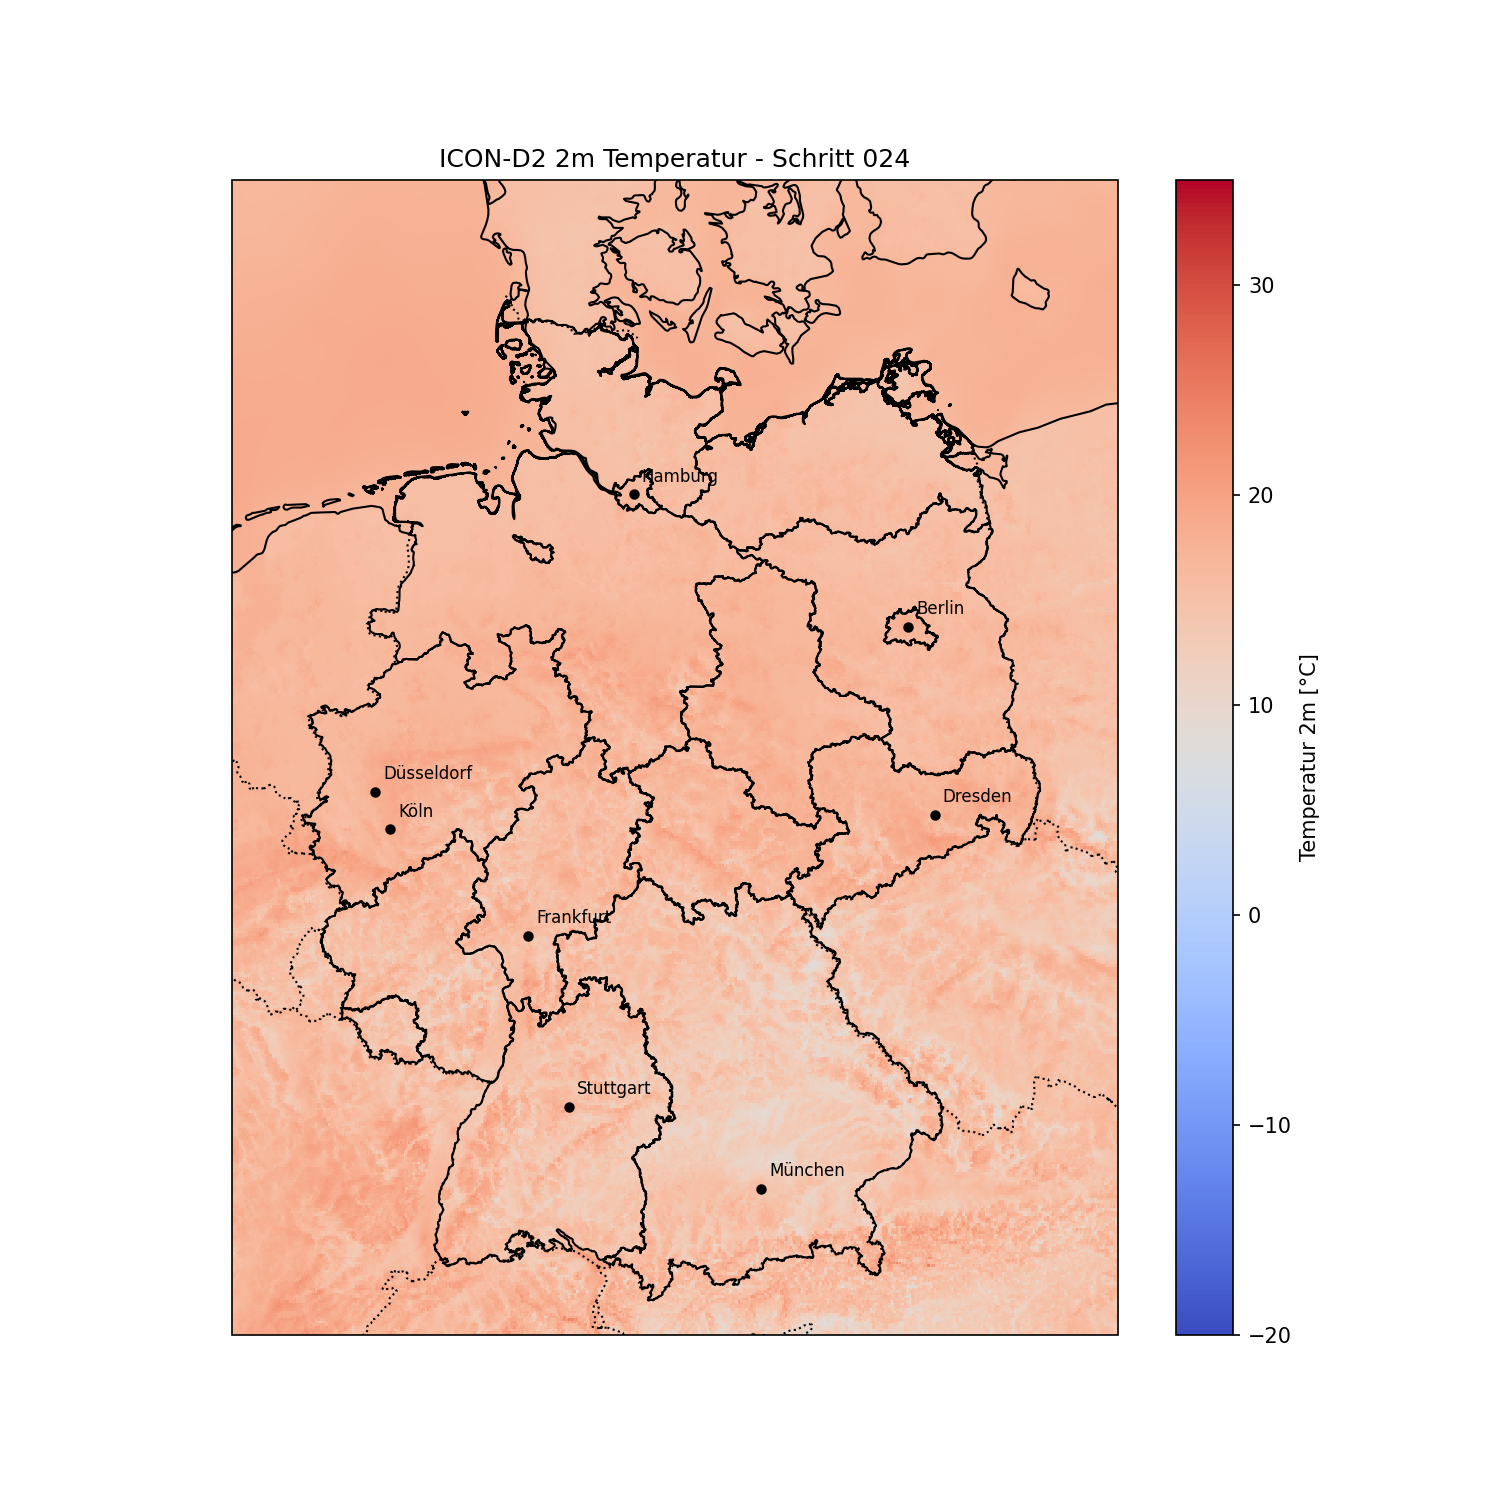 ICON-D2 2m Temperatur - Schritt 024
Hamburg
Berlin
Düsseldorf
Köln
Dresden
Frankfurt
Stuttgart
München
30
20
10
0
−10
−20
Temperatur 2m [°C]